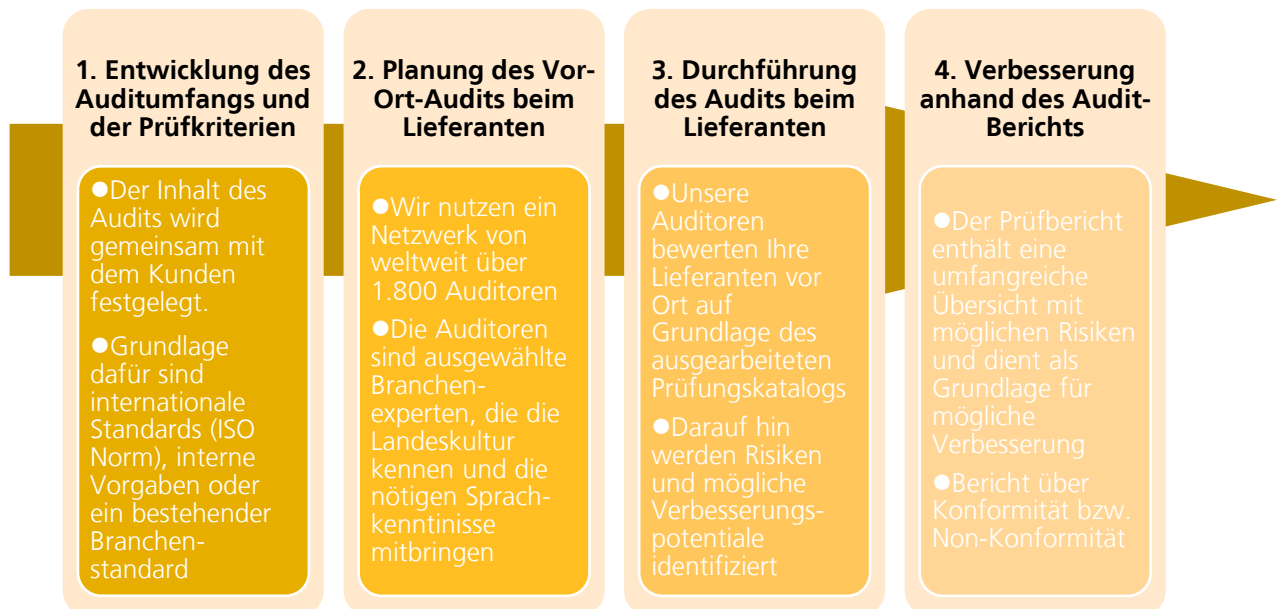 1. Entwicklung des
Auditumfangs und
der Prüfkriterien
●Der Inhalt des
Audits wird
gemeinsam mit
dem Kunden
festgelegt.
●Grundlage
dafür sind
internationale
Standards (ISO
Norm), interne
Vorgaben oder
ein bestehender
Branchen-
standard
2. Planung des Vor-
Ort-Audits beim
Lieferanten
●Wir nutzen ein
Netzwerk von
weltweit über
1.800 Auditoren
●Die Auditoren
sind ausgewählte
Branchen-
experten, die die
Landeskultur
kennen und die
nötigen Sprach-
kenntinisse
mitbringen
3. Durchführung
des Audits beim
Lieferanten
●Unsere
Auditoren
bewerten Ihre
Lieferanten vor
Ort auf
Grundlage des
ausgearbeiteten
Prüfungskatalogs
●Darauf hin
werden Risiken
und mögliche
Verbesserungs-
potentiale
identifiziert
4. Verbesserung
anhand des Audit-
Berichts
●Der Prüfbericht
enthält eine
umfangreiche
Übersicht mit
möglichen Risiken
und dient als
Grundlage für
mögliche
Verbesserung
●Bericht über
Konformität bzw.
Non-Konformität